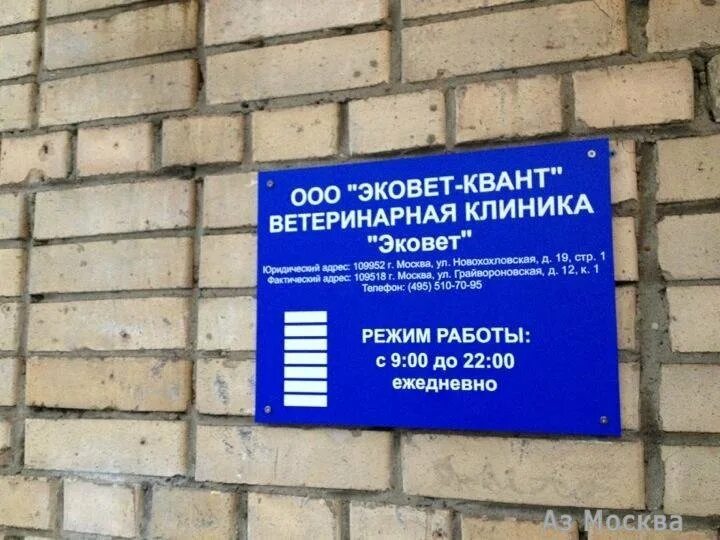 ООО "ЭКОВЕТ-КВАНТ"
ВЕТЕРИНАРНАЯ КЛИНИКА
"Эковет"
Юридический адрес: 109952 г. Москва, ул. Новохохловская, д. 19, стр. 1
Фактический адрес: 109518 г. Москва, ул. Грайвороновская, д. 12, к. 1
Телефон: (495) 510-70-95
РЕЖИМ РАБОТЫ:
с 9:00 до 22:00
ежедневно
Аз Москва